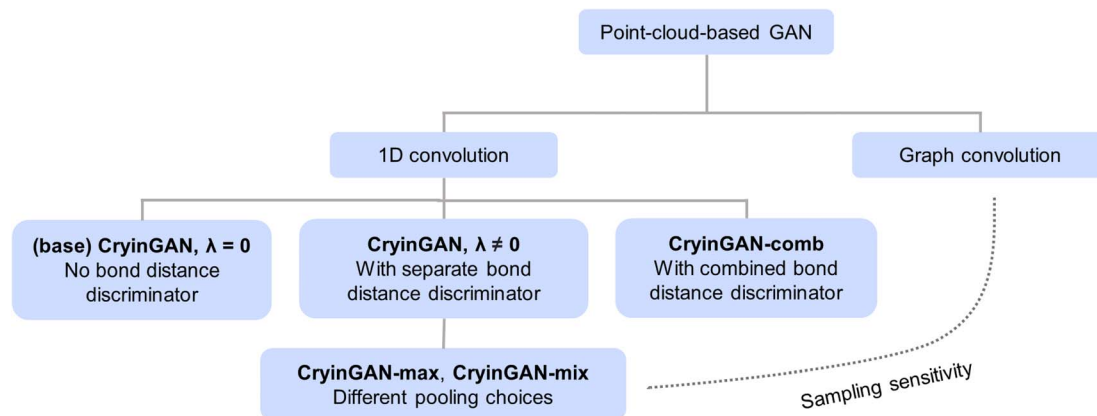 Point-cloud-based GAN
1D convolution
Graph convolution
(base) CryinGAN, λ = 0
No bond distance
discriminator
CryinGAN, λ ≠ 0
With separate bond
distance discriminator
CryinGAN-comb
With combined bond
distance discriminator
CryinGAN-max, CryinGAN-mix
Different pooling choices
Sampling sensitivity